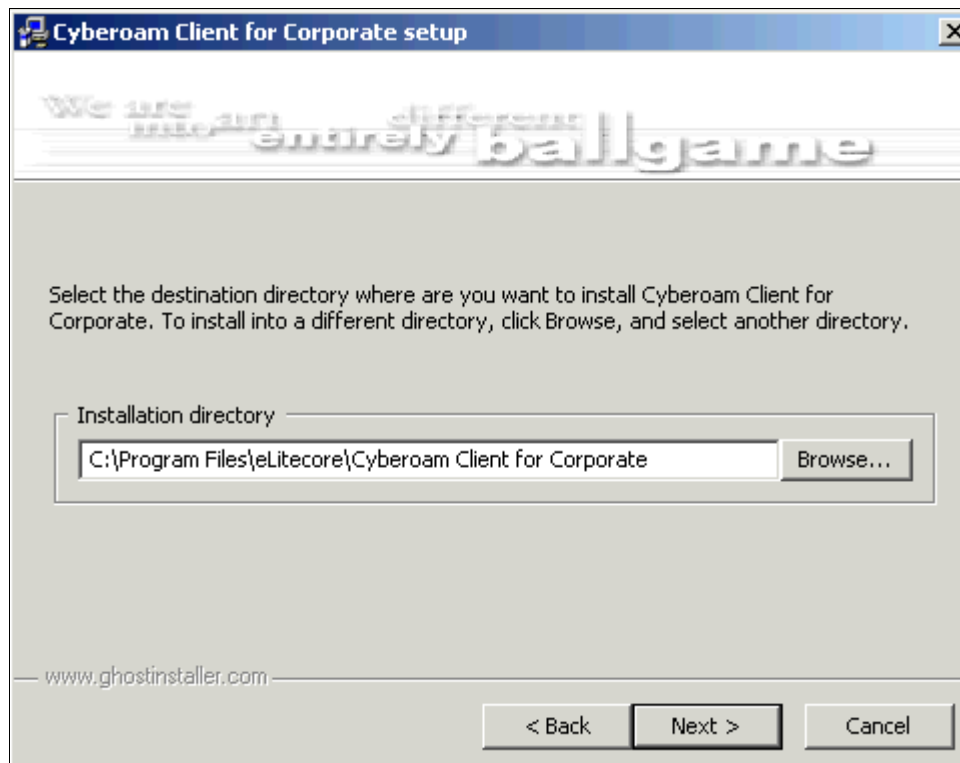 Cyberoam Client for Corporate setup
We are into an entirely different ballgame
Select the destination directory where are you want to install Cyberoam Client for
Corporate. To install into a different directory, click Browse, and select another directory.
Installation directory
C:\Program Files\eLitecore\Cyberoam Client for Corporate
Browse...
www.ghostinstaller.com
< Back
Next >
Cancel